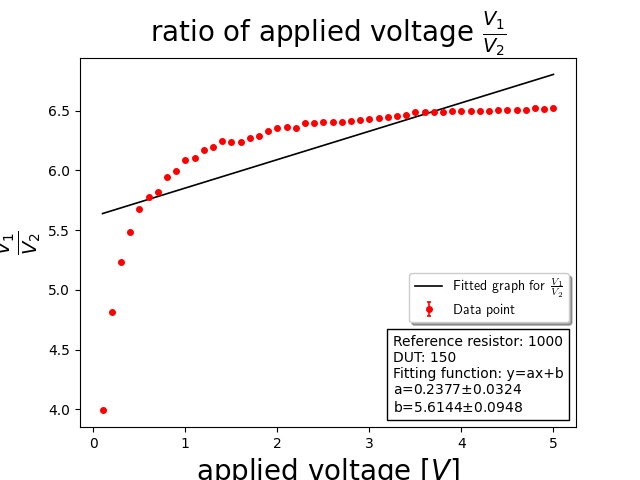 ratio of applied voltage V₁/V₂
V₁/V₂
6.5
6.0
5.5
5.0
4.5
4.0
Fitted graph for V₁/V₂
Data point
Reference resistor: 1000
DUT: 150
Fitting function: y=ax+b
a=0.2377±0.0324
b=5.6144±0.0948
0 1 2 3 4 5
applied voltage [V]